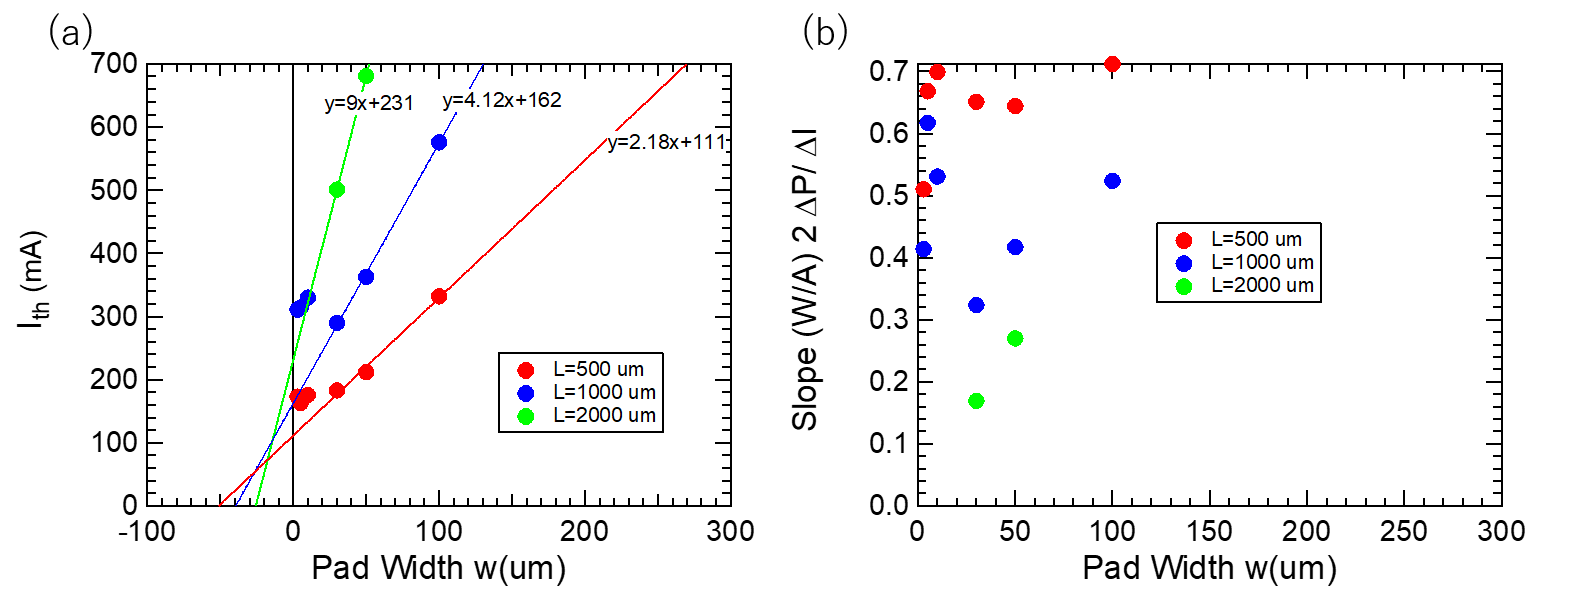 (a)
700
600
500
400
300
200
100
0
-100
0
100
200
300
I_th (mA)
Pad Width w(um)
y=9x+231
y=4.12x+162
y=2.18x+111
L=500 um
L=1000 um
L=2000 um
(b)
0.7
0.6
0.5
0.4
0.3
0.2
0.1
0.0
0
50
100
150
200
250
300
Slope (W/A) 2 ΔP/ ΔI
Pad Width w(um)
L=500 um
L=1000 um
L=2000 um